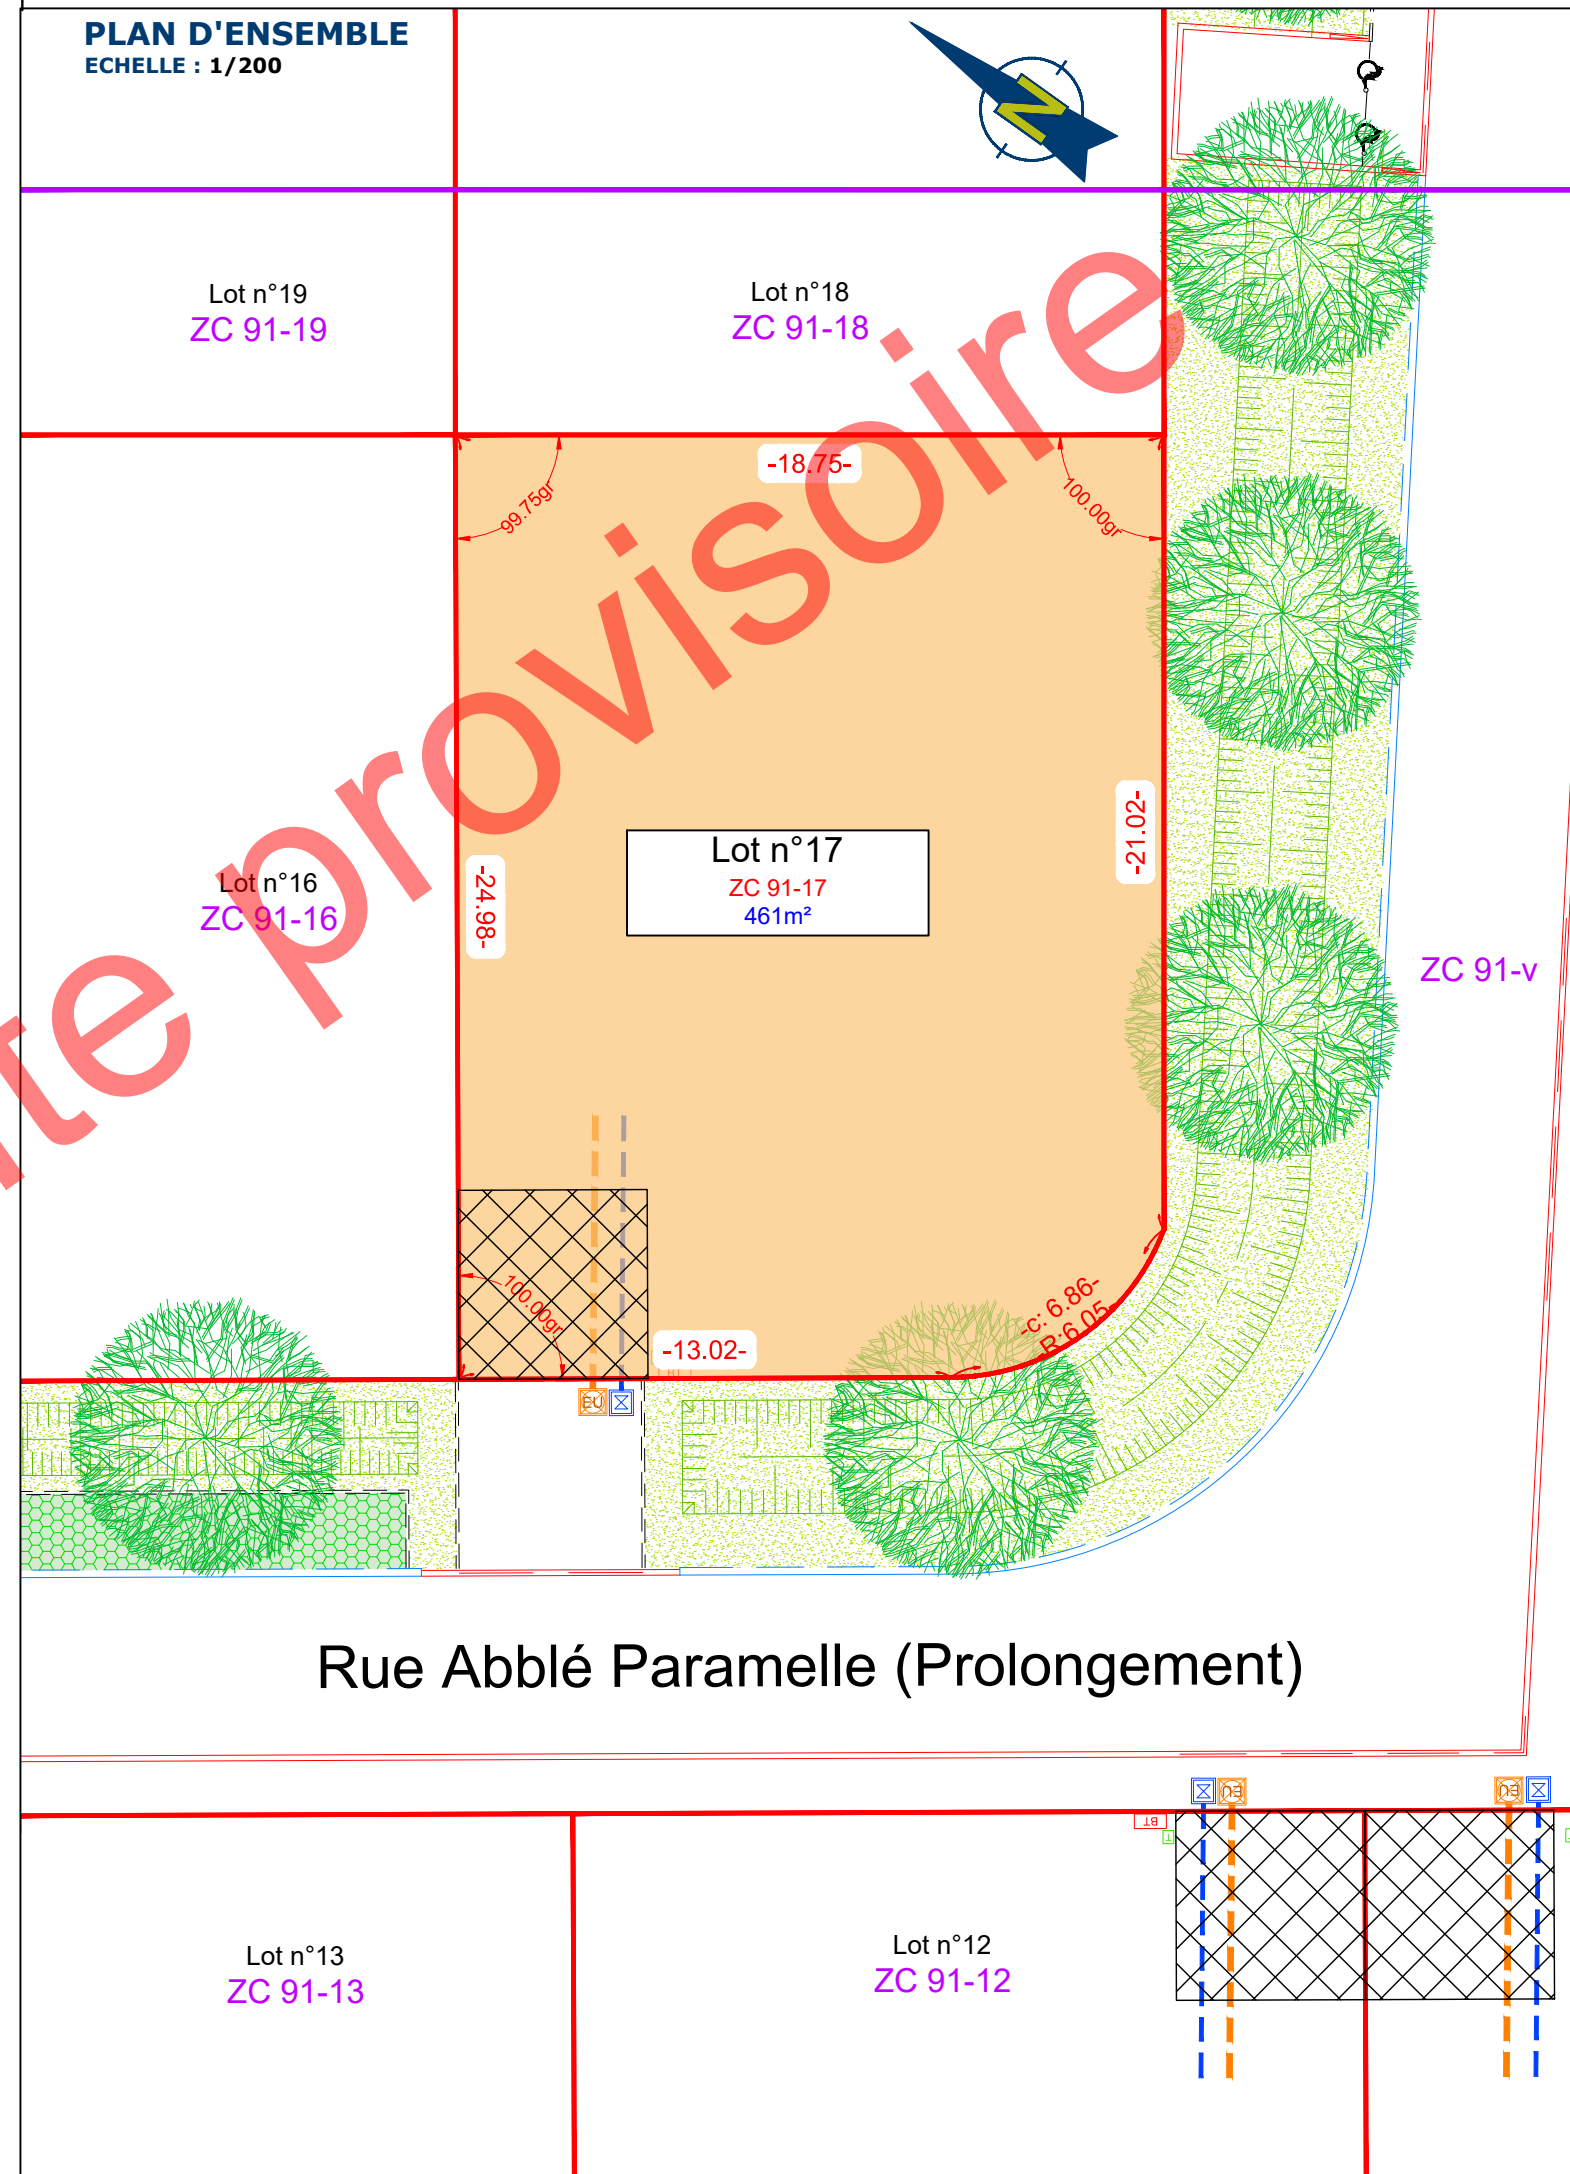 PLAN D'ENSEMBLE
ECHELLE : 1/200
N
Lot n°19
ZC 91-19
Lot n°18
ZC 91-18
-18.75-
99.75gr
100.00gr
-21.02-
Lot n°17
ZC 91-17
461m²
-24.98-
Lot n°16
ZC 91-16
ZC 91-v
te provisoire
100.00gr
-13.02-
-c: 6.86-
-R:6.05-
EU
Rue Abblé Paramelle (Prolongement)
EU
EU
BT
T
Lot n°13
ZC 91-13
Lot n°12
ZC 91-12